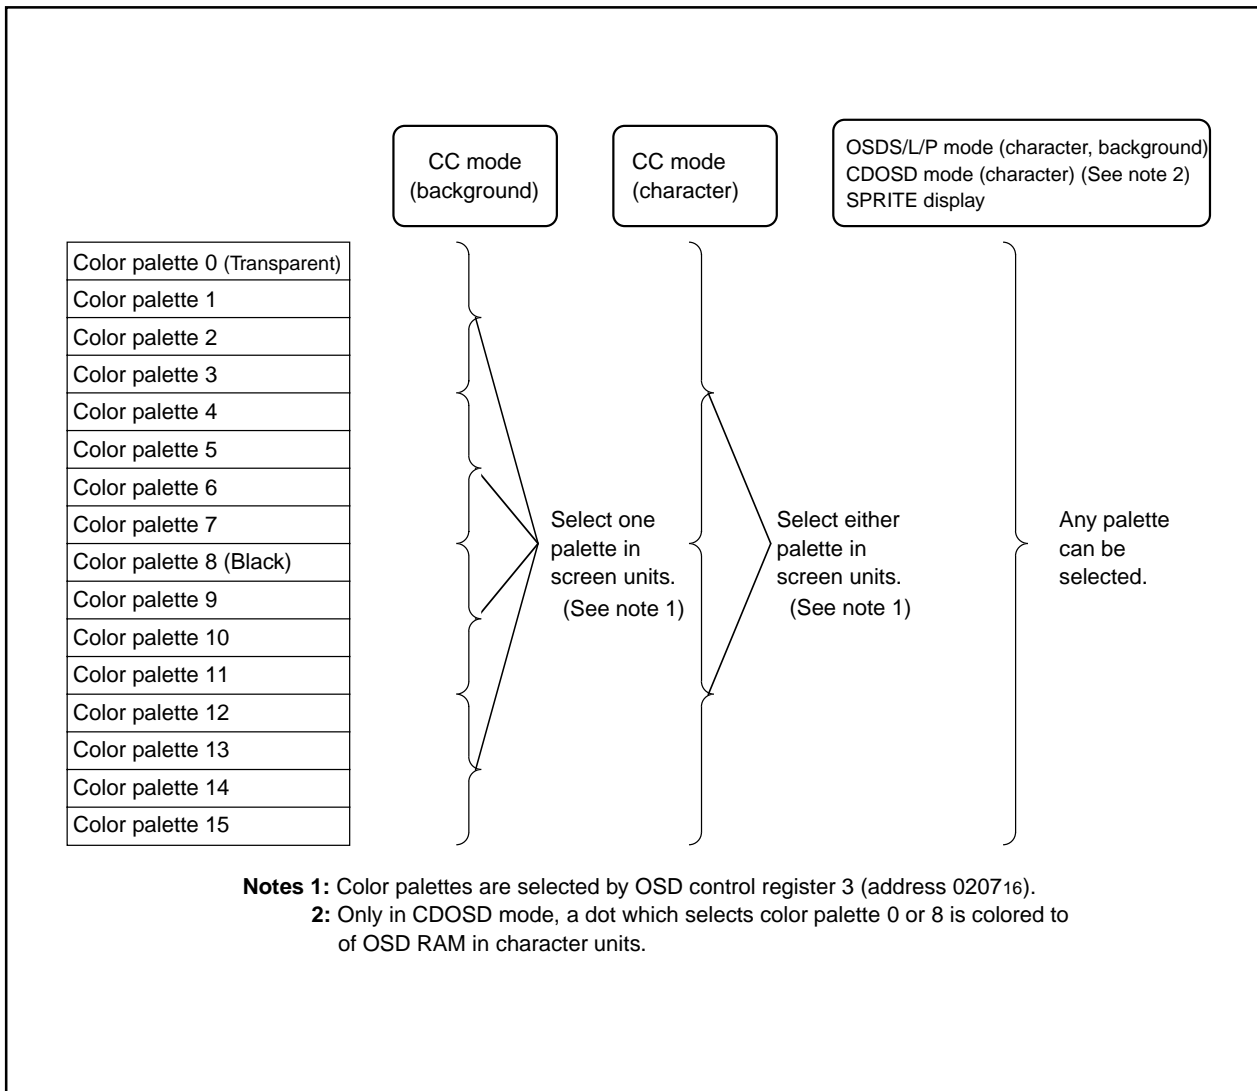 CC mode
(background)
CC mode
(character)
OSDS/L/P mode (character, background)
CDOSD mode (character) (See note 2)
SPRITE display
Color palette 0 (Transparent)
Color palette 1
Color palette 2
Color palette 3
Color palette 4
Color palette 5
Color palette 6
Color palette 7
Color palette 8 (Black)
Color palette 9
Color palette 10
Color palette 11
Color palette 12
Color palette 13
Color palette 14
Color palette 15
Select one
palette in
screen units.
(See note 1)
Select either
palette in
screen units.
(See note 1)
Any palette
can be
selected.
Notes 1: Color palettes are selected by OSD control register 3 (address 020716).
2: Only in CDOSD mode, a dot which selects color palette 0 or 8 is colored to
of OSD RAM in character units.